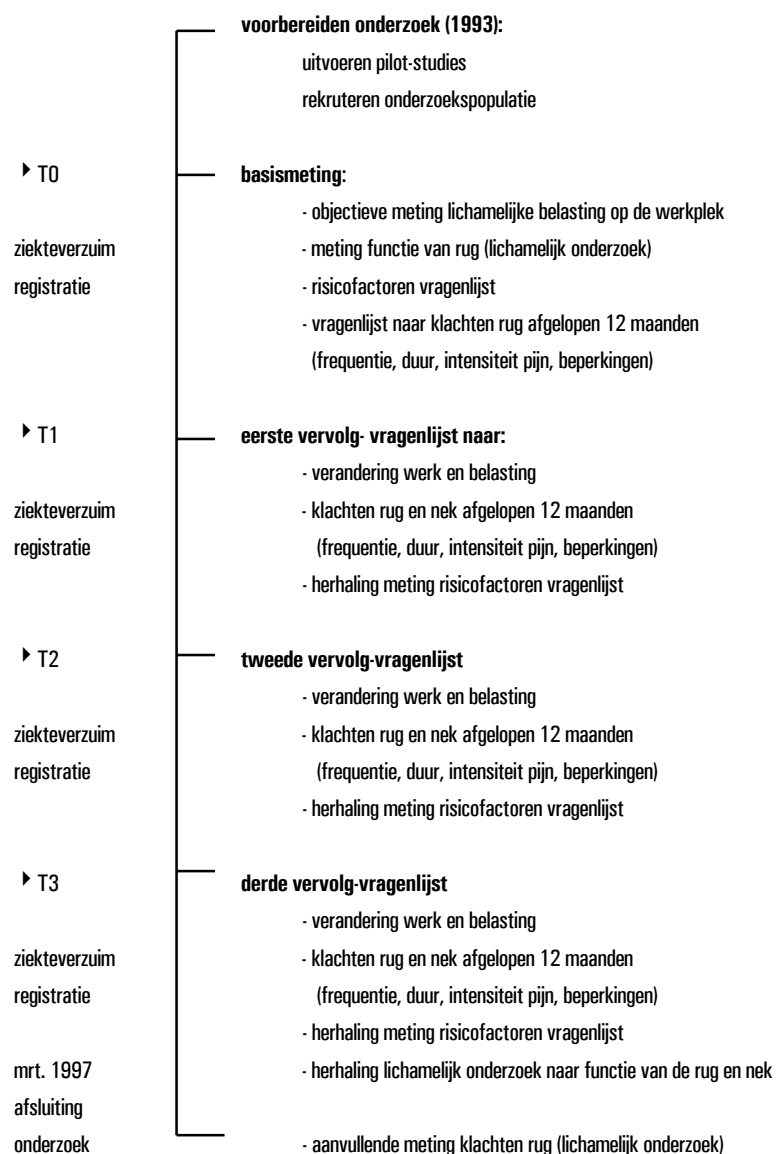 voorbereiden onderzoek (1993):
uitvoeren pilot-studies
rekruteren onderzoekspopulatie
T0 basismeting:
- objectieve meting lichamelijke belasting op de werkplek
ziekteverzuim - meting functie van rug (lichamelijk onderzoek)
registratie - risicofactoren vragenlijst
- vragenlijst naar klachten rug afgelopen 12 maanden
(frequentie, duur, intensiteit pijn, beperkingen)
T1 eerste vervolg- vragenlijst naar:
- verandering werk en belasting
ziekteverzuim - klachten rug en nek afgelopen 12 maanden
registratie (frequentie, duur, intensiteit pijn, beperkingen)
- herhaling meting risicofactoren vragenlijst
T2 tweede vervolg-vragenlijst
- verandering werk en belasting
ziekteverzuim - klachten rug en nek afgelopen 12 maanden
registratie (frequentie, duur, intensiteit pijn, beperkingen)
- herhaling meting risicofactoren vragenlijst
T3 derde vervolg-vragenlijst
- verandering werk en belasting
ziekteverzuim - klachten rug en nek afgelopen 12 maanden
registratie (frequentie, duur, intensiteit pijn, beperkingen)
- herhaling meting risicofactoren vragenlijst
mrt. 1997 - herhaling lichamelijk onderzoek naar functie van de rug en nek
afsluiting
onderzoek - aanvullende meting klachten rug (lichamelijk onderzoek)